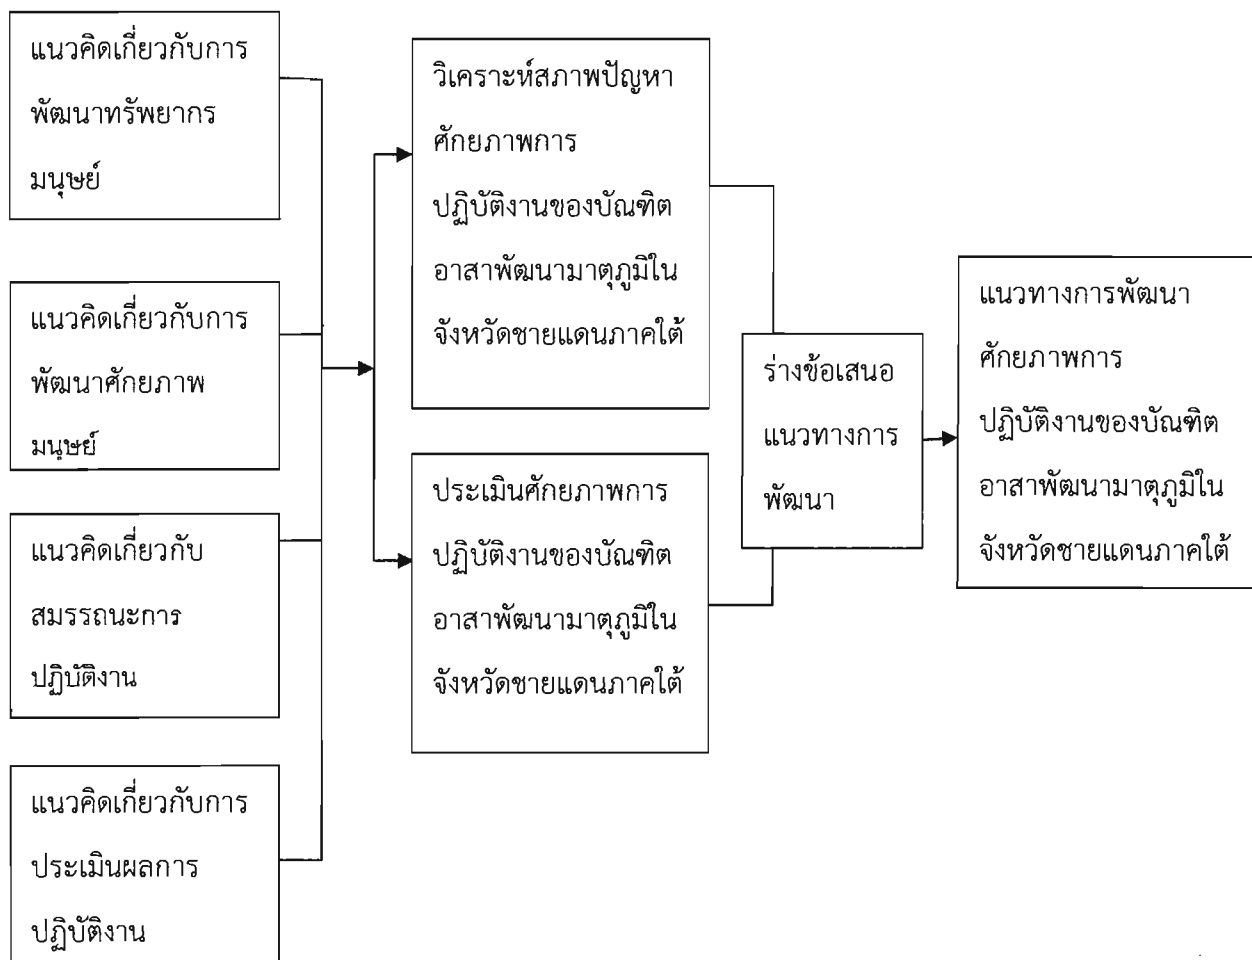 แนวคิดเกี่ยวกับการ
พัฒนาทรัพยากร
มนุษย์
แนวคิดเกี่ยวกับการ
พัฒนาศักยภาพ
มนุษย์
แนวคิดเกี่ยวกับ
สมรรถนะการ
ปฏิบัติงาน
แนวคิดเกี่ยวกับการ
ประเมินผลการ
ปฏิบัติงาน
วิเคราะห์สภาพปัญหา
ศักยภาพการ
ปฏิบัติงานของบัณฑิต
อาสาพัฒนามาตุภูมิใน
จังหวัดชายแดนภาคใต้
ประเมินศักยภาพการ
ปฏิบัติงานของบัณฑิต
อาสาพัฒนามาตุภูมิใน
จังหวัดชายแดนภาคใต้
ร่างข้อเสนอ
แนวทางการ
พัฒนา
แนวทางการพัฒนา
ศักยภาพการ
ปฏิบัติงานของบัณฑิต
อาสาพัฒนามาตุภูมิใน
จังหวัดชายแดนภาคใต้